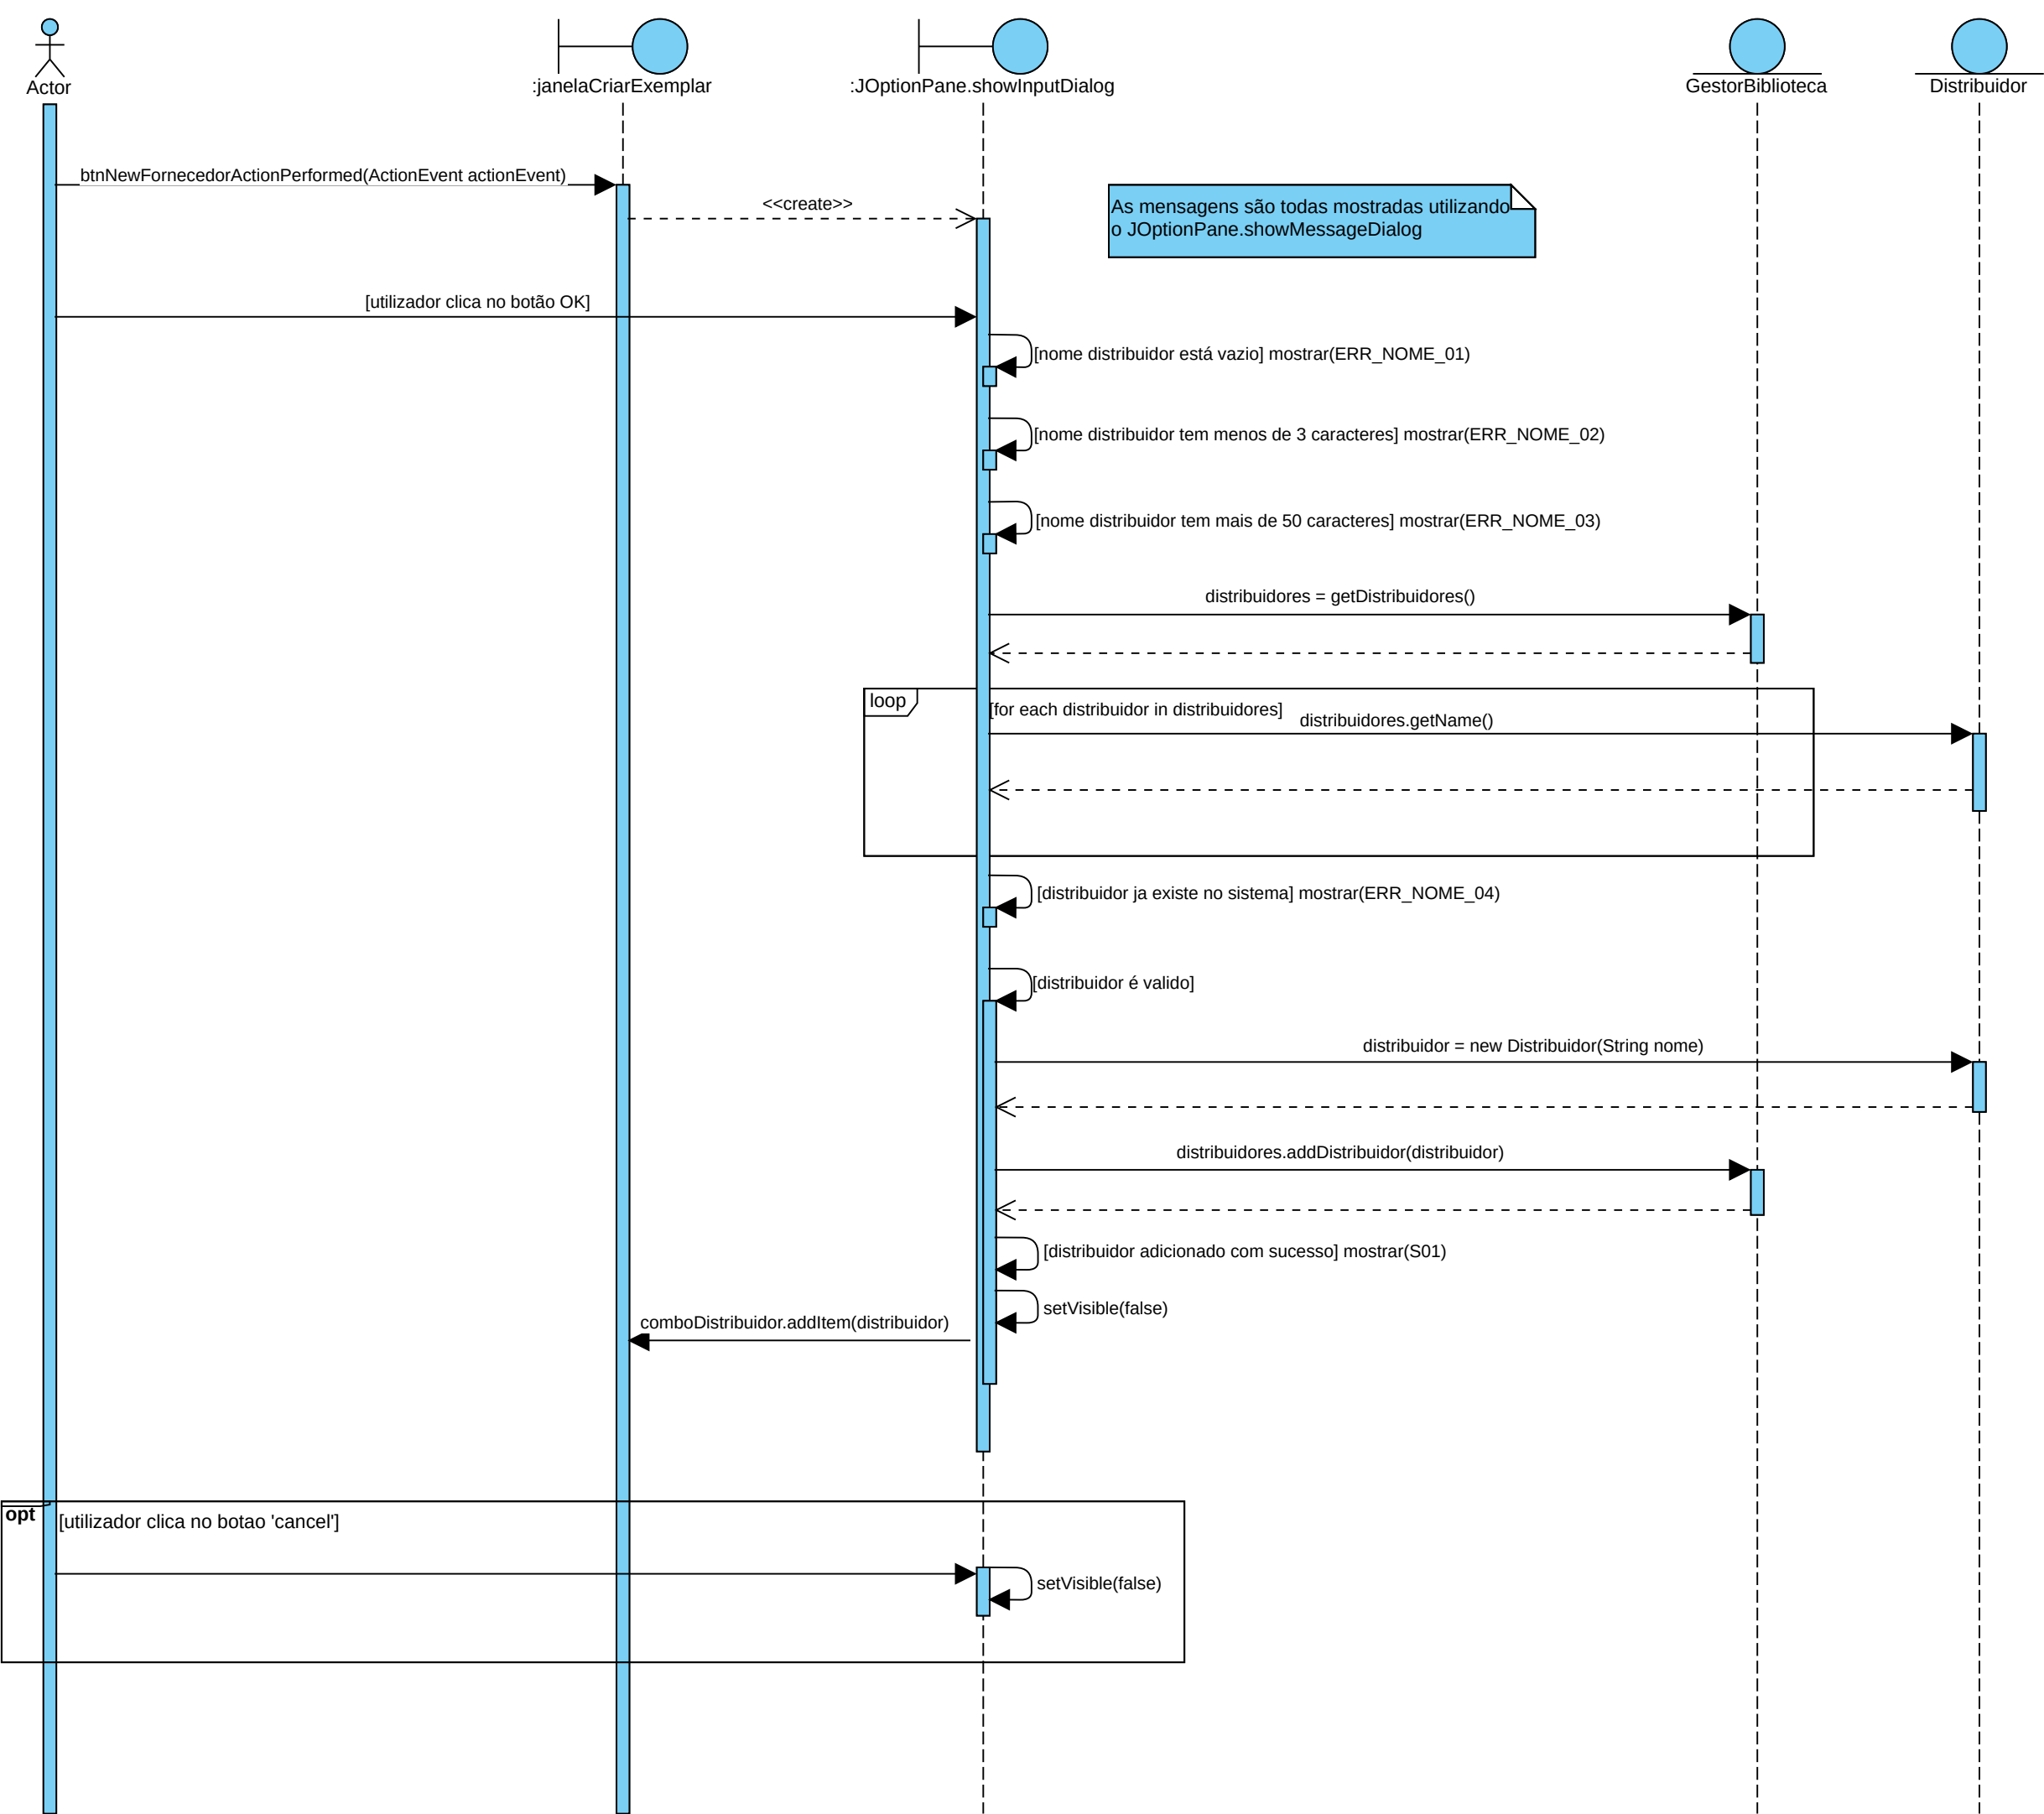 Actor
:janelaCriarExemplar
:JOptionPane.showInputDialog
GestorBiblioteca
Distribuidor
btnNewFornecedorActionPerformed(ActionEvent actionEvent)
<<create>>
As mensagens são todas mostradas utilizando
o JOptionPane.showMessageDialog
[utilizador clica no botão OK]
[nome distribuidor está vazio] mostrar(ERR_NOME_01)
[nome distribuidor tem menos de 3 caracteres] mostrar(ERR_NOME_02)
[nome distribuidor tem mais de 50 caracteres] mostrar(ERR_NOME_03)
distribuidores = getDistribuidores()
loop
[for each distribuidor in distribuidores]
distribuidores.getName()
[distribuidor ja existe no sistema] mostrar(ERR_NOME_04)
[distribuidor é valido]
distribuidor = new Distribuidor(String nome)
distribuidores.addDistribuidor(distribuidor)
[distribuidor adicionado com sucesso] mostrar(S01)
setVisible(false)
comboDistribuidor.addItem(distribuidor)
opt
[utilizador clica no botao 'cancel']
setVisible(false)